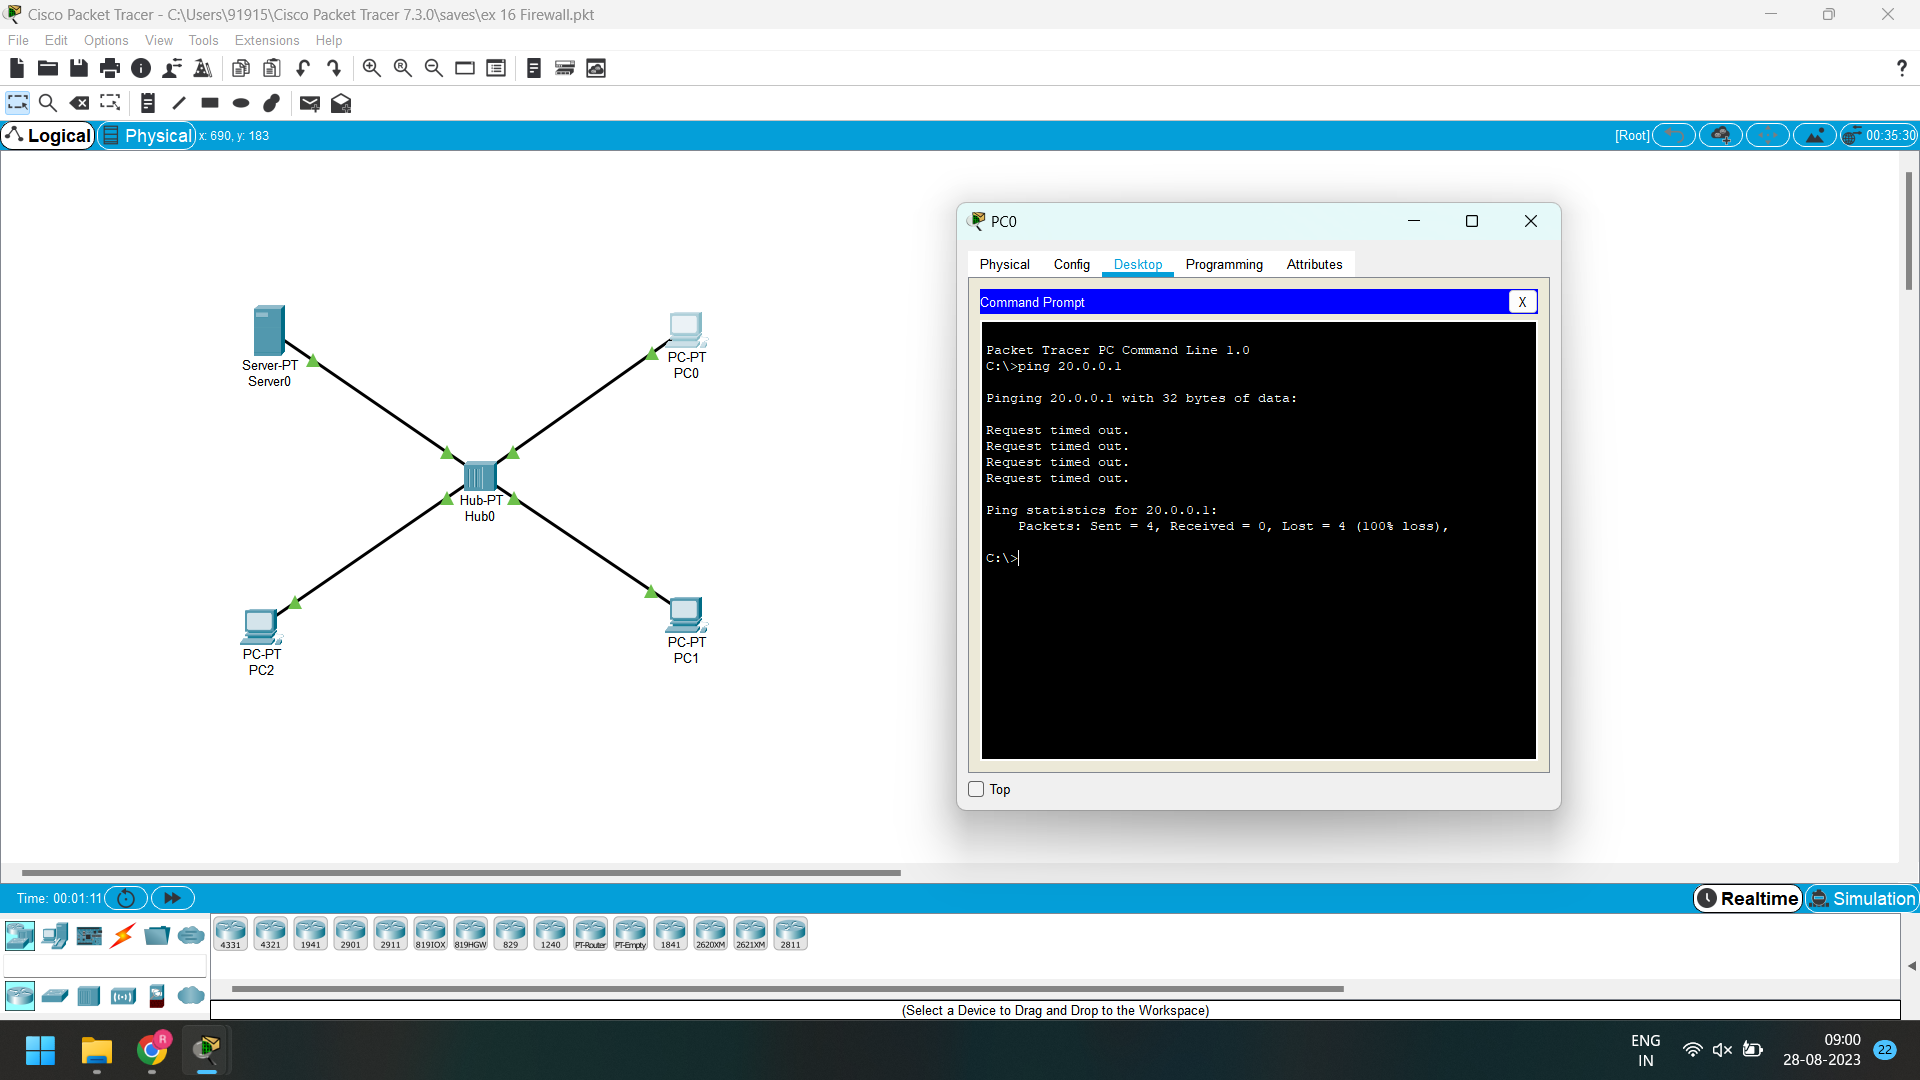 Cisco Packet Tracer - C:\Users\91915\Cisco Packet Tracer 7.3.0\saves\ex 16 Firewall.pkt
File Edit Options View Tools Extensions Help
?
Logical Physical x: 690, y: 183 [Root] 00:35:30
PC0
Physical Config Desktop Programming Attributes
Command Prompt X
Packet Tracer PC Command Line 1.0
C:\>ping 20.0.0.1
Pinging 20.0.0.1 with 32 bytes of data:
Request timed out.
Request timed out.
Request timed out.
Request timed out.
Ping statistics for 20.0.0.1:
Packets: Sent = 4, Received = 0, Lost = 4 (100% loss),
C:\>
Top
Server-PT
Server0
PC-PT
PC0
Hub-PT
Hub0
PC-PT
PC2
PC-PT
PC1
Time: 00:01:11 Realtime Simulation
4331 4321 1941 2901 2911 819IOX 819HGW 829 1240 PT-Router PT-Empty 1841 2620XM 2621XM 2811
(Select a Device to Drag and Drop to the Workspace)
R
ENG
IN
09:00
28-08-2023
22